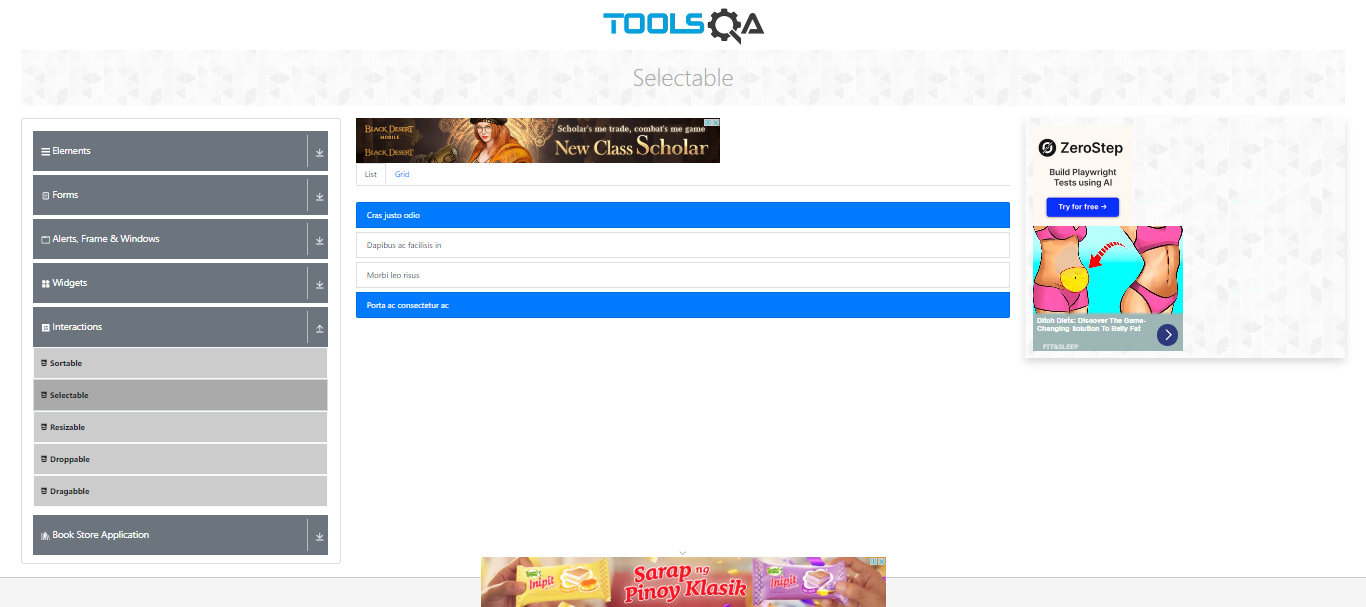 TOOLSQA
Selectable
Elements
Forms
Alerts, Frame & Windows
Widgets
Interactions
Sortable
Selectable
Resizable
Droppable
Dragabble
Book Store Application
BLACK DESERT
MOBILE
BLACK DESERT
Scholar's me trade, combat's me game
New Class Scholar
List
Grid
Cras justo odio
Dapibus ac facilisis in
Morbi leo risus
Porta ac consectetur ac
ZeroStep
Build Playwright
Tests using AI
Try for free →
Ditch Diets: Discover The Game-
Changing Solution To Belly Fat
FIT&SLEEP
Inipit
Sarap ng
Pinoy Klasik
Inipit